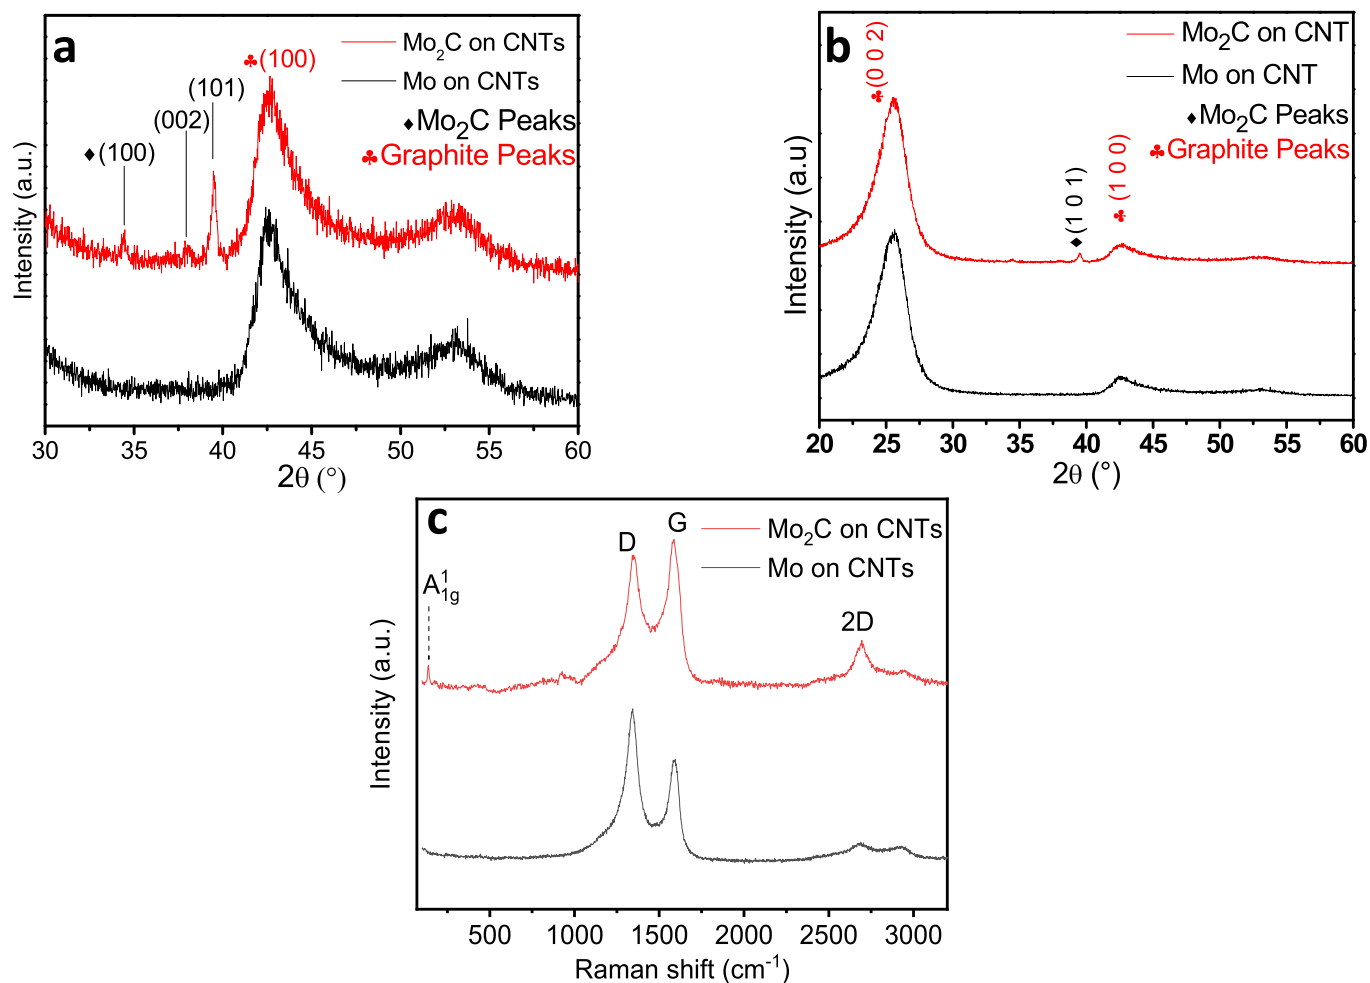 a
Mo2C on CNTs
Mo on CNTs
♦Mo2C Peaks
♣Graphite Peaks
♣(100)
(101)
(002)
♦(100)
Intensity (a.u.)
30 35 40 45 50 55 60
2θ (°)
b
Mo2C on CNT
Mo on CNT
♦Mo2C Peaks
♣Graphite Peaks
♣(0 0 2)
♦(1 0 1)
♣(1 0 0)
Intensity (a.u)
20 25 30 35 40 45 50 55 60
2θ (°)
c
Mo2C on CNTs
Mo on CNTs
A1 1g
D
G
2D
Intensity (a.u.)
500 1000 1500 2000 2500 3000
Raman shift (cm-1)